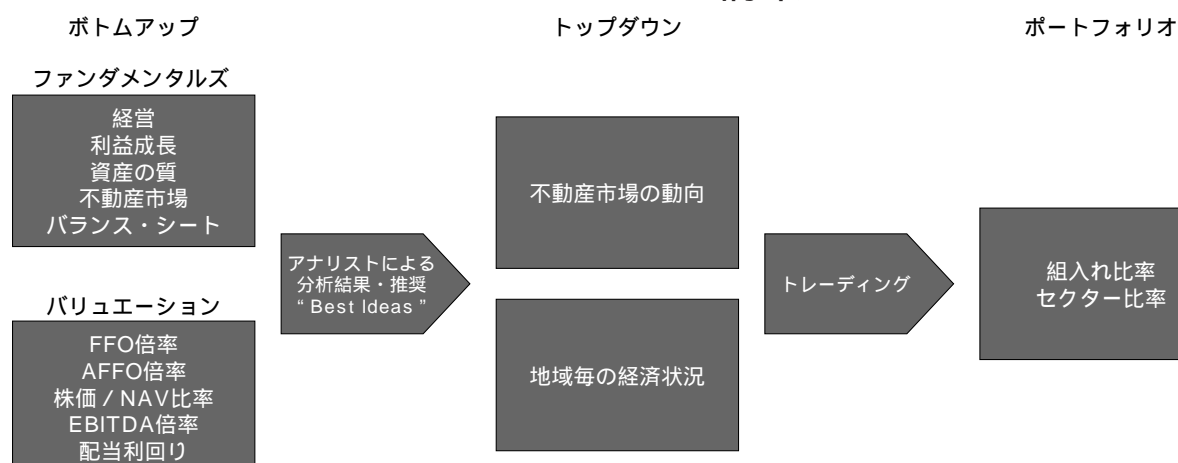 ボトムアップ
ファンダメンタルズ
経営
利益成長
資産の質
不動産市場
バランス・シート
バリュエーション
FFO倍率
AFFO倍率
株価 / NAV比率
EBITDA倍率
配当利回り
アナリストによる
分析結果・推奨
“ Best Ideas ”
トップダウン
不動産市場の動向
地域毎の経済状況
トレーディング
ポートフォリオ
組入れ比率
セクター比率